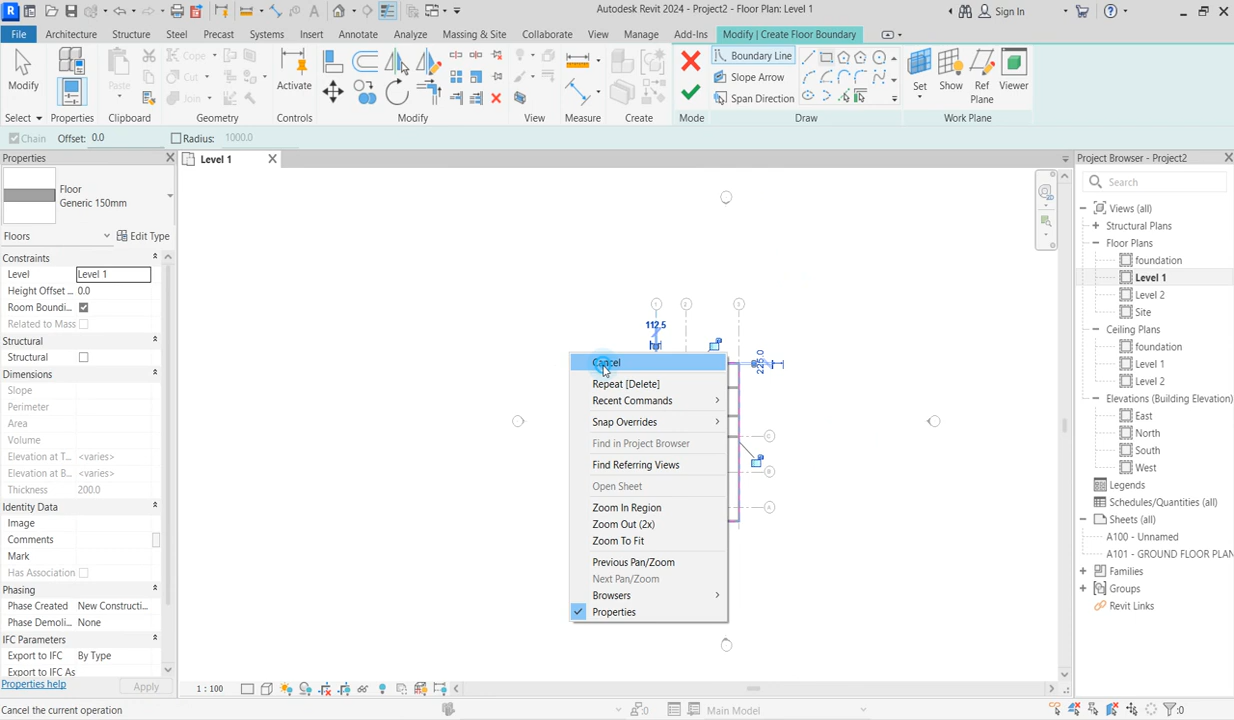 Autodesk Revit 2024 - Project2 - Floor Plan: Level 1
Sign In
File
Architecture
Structure
Steel
Precast
Systems
Insert
Annotate
Analyze
Massing & Site
Collaborate
View
Manage
Add-Ins
Modify | Create Floor Boundary
Modify
Paste
Cope
Cut
Join
Activate
Boundary Line
Slope Arrow
Span Direction
Set
Show
Ref
Plane
Viewer
Select
Properties
Clipboard
Geometry
Controls
Modify
View
Measure
Create
Mode
Draw
Work Plane
Chain
Offset: 0.0
Radius: 1000.0
Properties
Floor
Generic 150mm
Floors
Edit Type
Constraints
Level Level 1
Height Offset ... 0.0
Room Boundi...
Related to Mass
Structural
Structural
Dimensions
Slope
Perimeter
Area
Volume
Elevation at T... <varies>
Elevation at B... <varies>
Thickness 200.0
Identity Data
Image
Comments
Mark
Has Association
Phasing
Phase Created New Constructi...
Phase Demoli... None
IFC Parameters
Export to IFC By Type
Export to IFC As
Properties help
Apply
Level 1
112.5
225.0
C
B
A
Cancel
Repeat [Delete]
Recent Commands
Snap Overrides
Find in Project Browser
Find Referring Views
Open Sheet
Zoom In Region
Zoom Out (2x)
Zoom To Fit
Previous Pan/Zoom
Next Pan/Zoom
Browsers
Properties
Project Browser - Project2
Search
Views (all)
Structural Plans
Floor Plans
foundation
Level 1
Level 2
Site
Ceiling Plans
foundation
Level 1
Level 2
Elevations (Building Elevation)
East
North
South
West
Legends
Schedules/Quantities (all)
Sheets (all)
A100 - Unnamed
A101 - GROUND FLOOR PLAN
Families
Groups
Revit Links
1 : 100
Cancel the current operation
:0
Main Model
:0